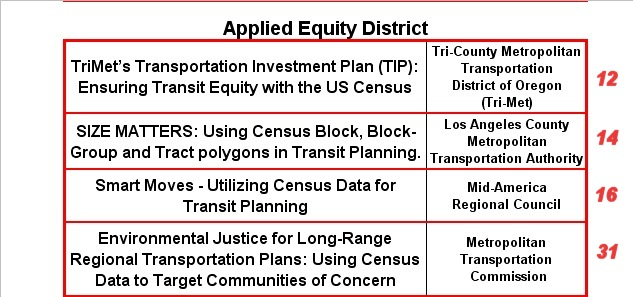 Applied Equity District
TriMet's Transportation Investment Plan (TIP):
Ensuring Transit Equity with the US Census
Tri-County Metropolitan
Transportation
District of Oregon
(Tri-Met)
12
SIZE MATTERS: Using Census Block, Block-
Group and Tract polygons in Transit Planning.
Los Angeles County
Metropolitan
Transportation Authority
14
Smart Moves - Utilizing Census Data for
Transit Planning
Mid-America
Regional Council
16
Environmental Justice for Long-Range
Regional Transportation Plans: Using Census
Data to Target Communities of Concern
Metropolitan
Transportation
Commission
31